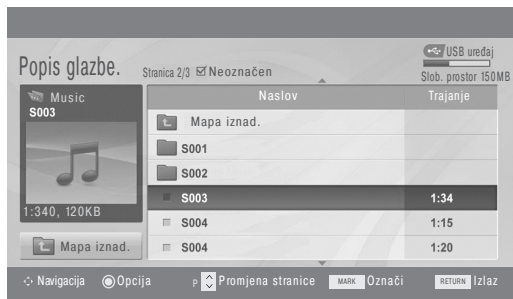 Popis glazbe.
Stranica 2/3 Neoznačen
USB uređaj
Slob. prostor 150MB
Music
S003
1:340, 120KB
Mapa iznad.
Naslov Trajanje
Mapa iznad.
S001
S002
S003 1:34
S004 1:15
S004 1:20
Navigacija Opcija P Promjena stranice MARK Označi RETURN Izlaz